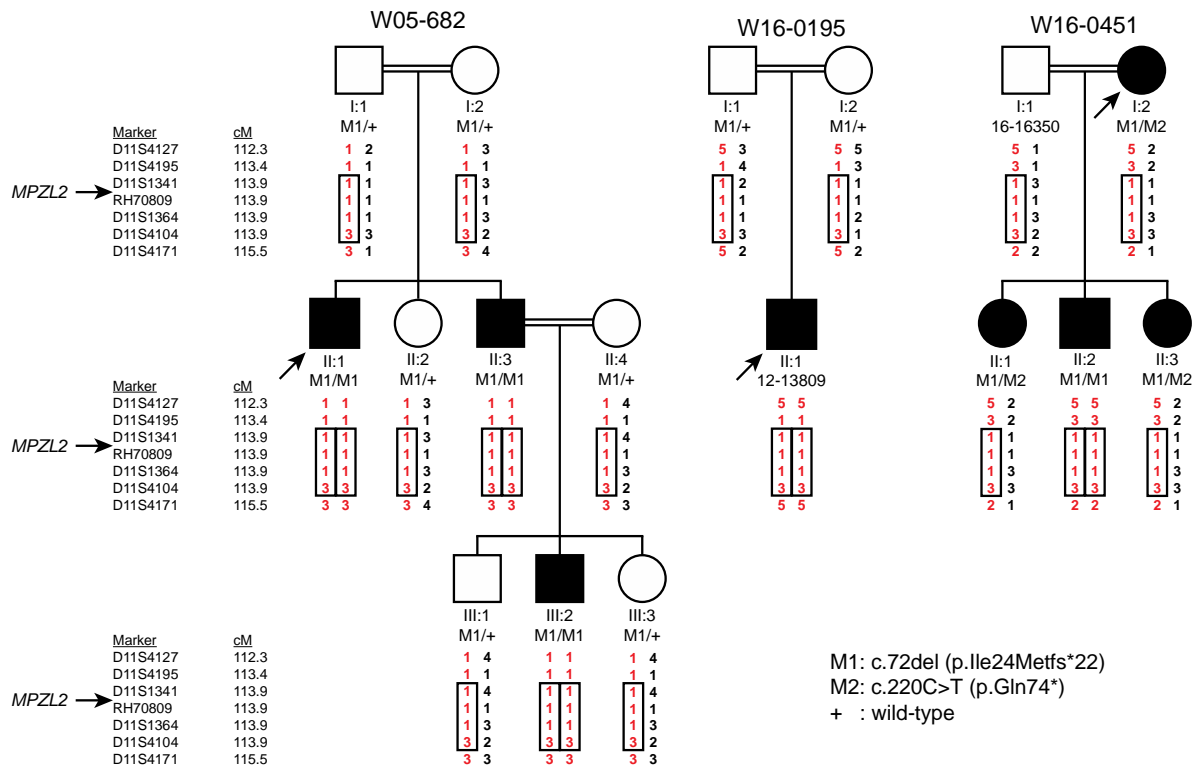 W05-682 W16-0195 W16-0451
I:1 I:2 I:1 I:2 I:1 I:2
M1/+ M1/+ M1/+ M1/+ 16-16350 M1/M2
Marker cM
D11S4127 112.3 1 2 1 3 5 3 5 5 5 1 5 2
D11S4195 113.4 1 1 1 1 1 4 1 1 3 1 3 2
MPZL2
D11S1341 113.9 1 1 1 3 1 2 1 1 1 3 1 1
RH70809 113.9 1 1 1 1 1 1 1 1 1 1 1 1
D11S1364 113.9 1 1 1 3 1 1 1 2 1 3 1 3
D11S4104 113.9 3 3 3 2 3 3 3 1 3 2 3 3
D11S4171 115.5 3 1 3 4 5 2 5 2 2 2 2 1
II:1 II:2 II:3 II:4 II:1 II:1 II:2 II:3
M1/M1 M1/+ M1/M1 M1/+ 12-13809 M1/M2 M1/M1 M1/M2
Marker cM
D11S4127 112.3 1 1 1 3 1 1 1 4 5 5 5 2 5 5 5 2
D11S4195 113.4 1 1 1 1 1 1 1 1 1 1 3 2 3 3 3 2
MPZL2
D11S1341 113.9 1 1 1 3 1 1 1 4 1 1 1 1 1 1 1 1
RH70809 113.9 1 1 1 1 1 1 1 1 1 1 1 1 1 1 1 1
D11S1364 113.9 1 1 1 3 1 1 1 3 1 1 1 3 1 1 1 3
D11S4104 113.9 3 3 3 2 3 3 3 2 3 3 3 3 3 3 3 3
D11S4171 115.5 3 3 3 4 3 3 3 3 5 5 2 1 2 2 2 1
III:1 III:2 III:3
M1/+ M1/M1 M1/+
Marker cM
D11S4127 112.3 1 4 1 1 1 4
D11S4195 113.4 1 1 1 1 1 1
MPZL2
D11S1341 113.9 1 4 1 1 1 4
RH70809 113.9 1 1 1 1 1 1
D11S1364 113.9 1 3 1 1 1 3
D11S4104 113.9 3 2 3 3 3 2
D11S4171 115.5 3 3 3 3 3 3
M1: c.72del (p.Ile24Metfs*22)
M2: c.220C>T (p.Gln74*)
+ : wild-type